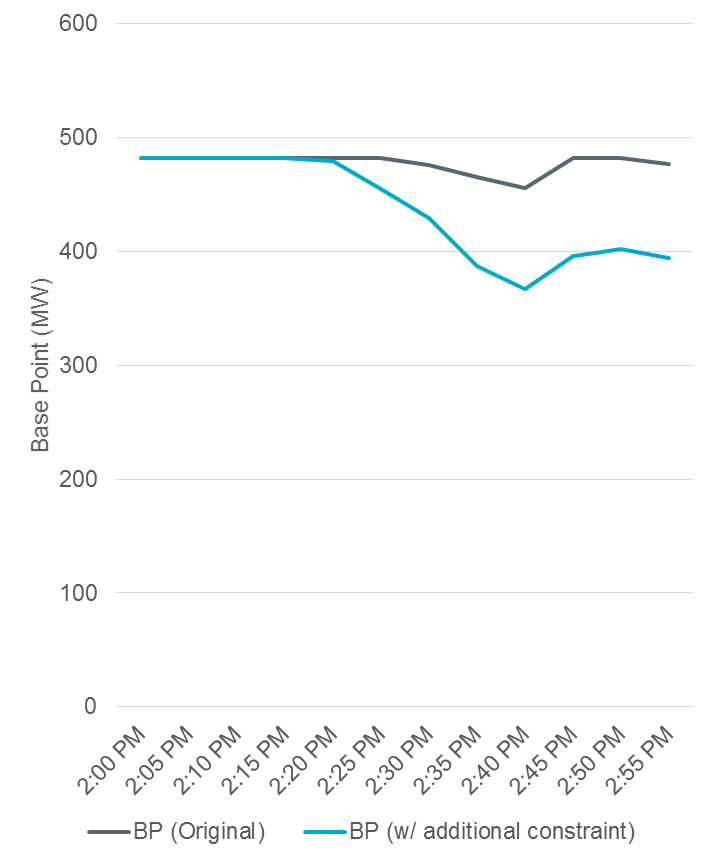 600
500
400
300
200
100
0
Base Point (MW)
2:00 PM
2:05 PM
2:10 PM
2:15 PM
2:20 PM
2:25 PM
2:30 PM
2:35 PM
2:40 PM
2:45 PM
2:50 PM
2:55 PM
BP (Original)
BP (w/ additional constraint)